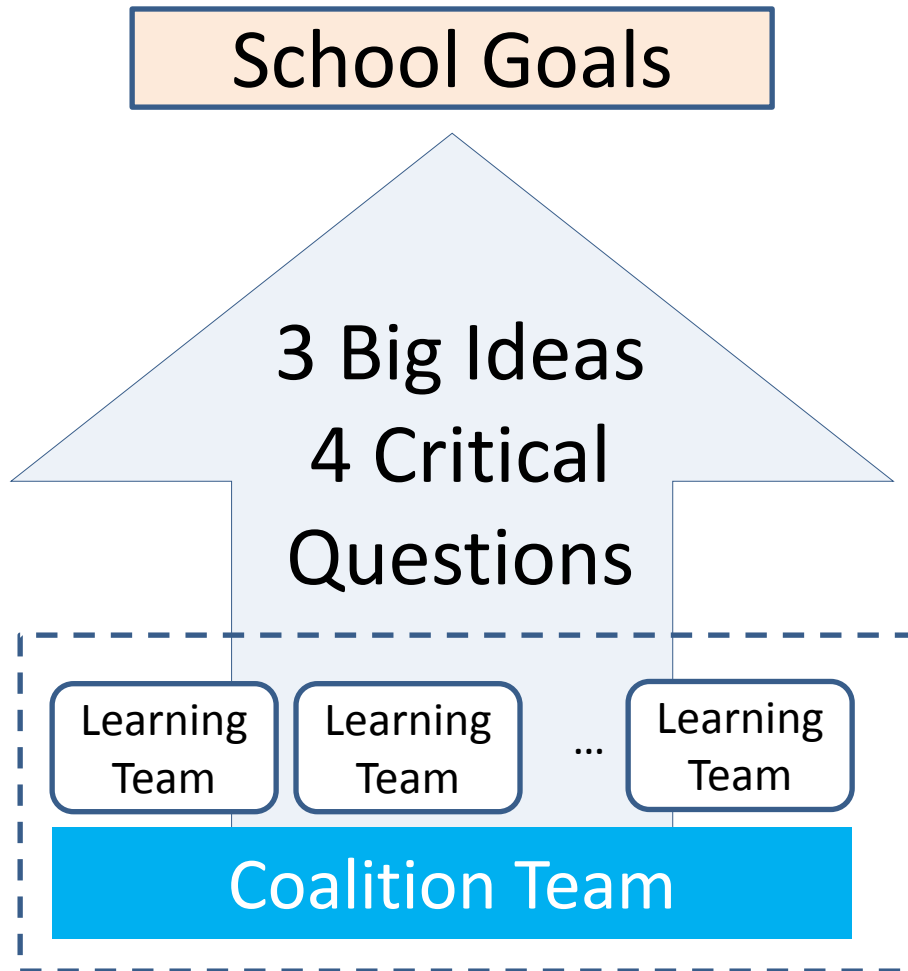 School Goals
3 Big Ideas
4 Critical
Questions
Learning
Team
Learning
Team
...
Learning
Team
Coalition Team